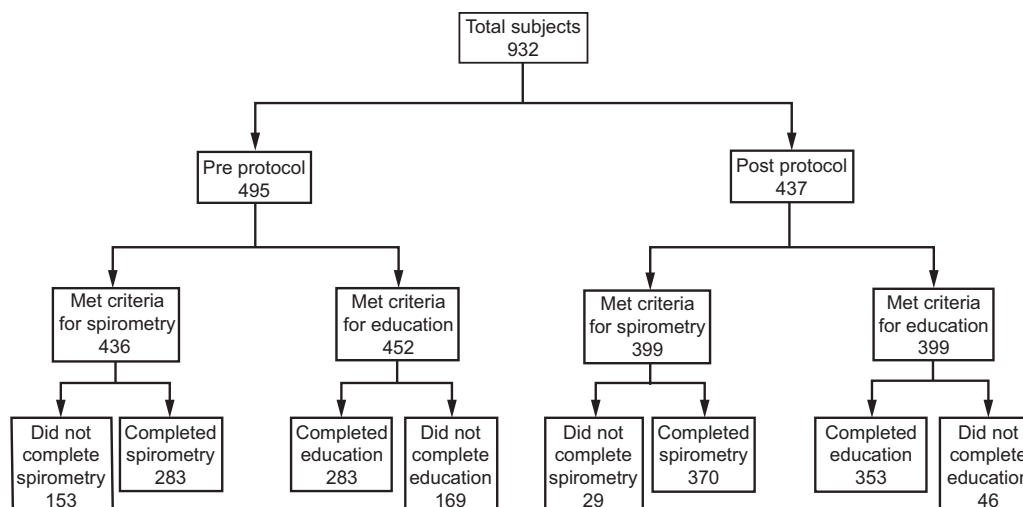 Total subjects
932
Pre protocol
495
Post protocol
437
Met criteria
for spirometry
436
Met criteria
for education
452
Met criteria
for spirometry
399
Met criteria
for education
399
Did not
complete
spirometry
153
Completed
spirometry
283
Completed
education
283
Did not
complete
education
169
Did not
complete
spirometry
29
Completed
spirometry
370
Completed
education
353
Did not
complete
education
46